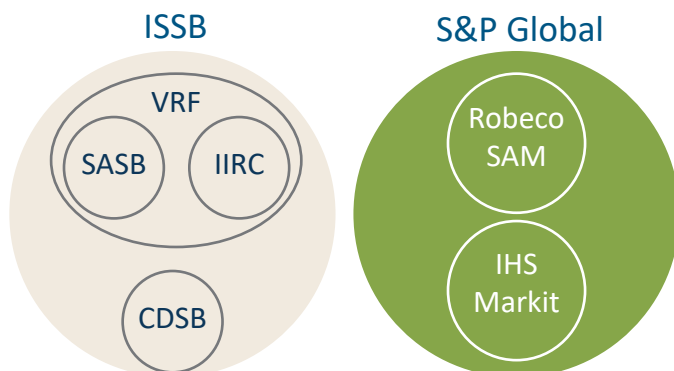 ISSB
VRF
SASB
IIRC
CDSB
S&P Global
Robeco
SAM
IHS
Markit